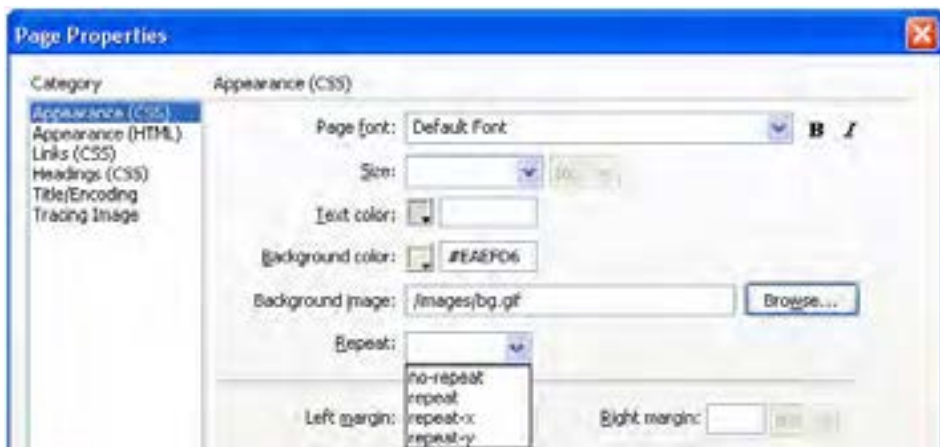 Page Properties
Category
Appearance (CSS)
Appearance (HTML)
Links (CSS)
Headings (CSS)
Title/Encoding
Tracing Image
Appearance (CSS)
Page font: Default Font B I
Size:
Text color:
Background color: #EAEFD6
Background image: /images/bg.gif Browse...
Repeat:
no-repeat
repeat
repeat-x
repeat-y
Left margin:
Right margin: